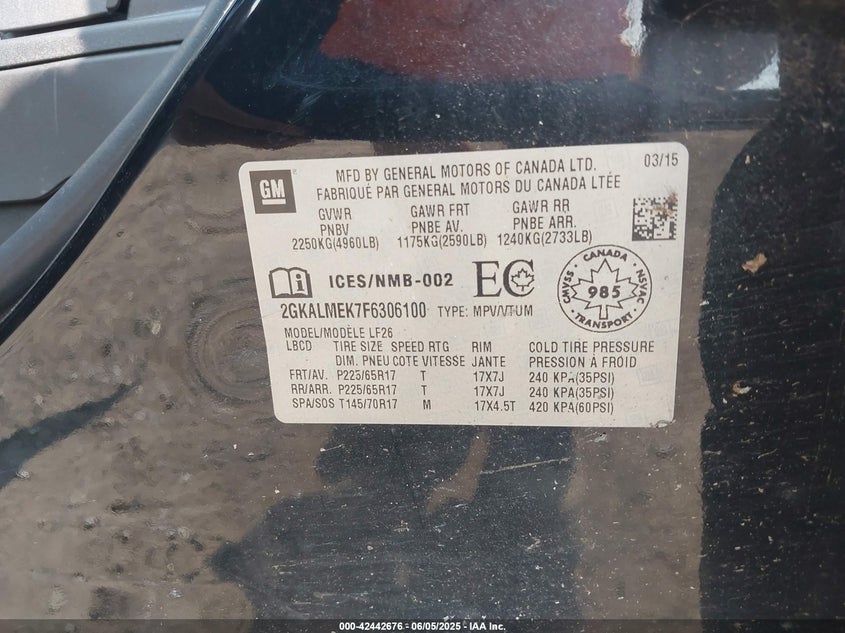 MFD BY GENERAL MOTORS OF CANADA LTD. 03/15
FABRIQUÉ PAR GENERAL MOTORS DU CANADA LTÉE
GM
GVWR GAWR FRT GAWR RR
PNBV PNBE AV. PNBE ARR.
2250KG(4960LB) 1175KG(2590LB) 1240KG(2733LB)
ICES/NMB-002 EC
CANADA
CMVSS NSVAC
985
TRANSPORT
2GKALMEK7F6306100 TYPE: MPV/VTUM
MODEL/MODÈLE LF26
LBCD TIRE SIZE SPEED RTG RIM COLD TIRE PRESSURE
DIM. PNEU COTE VITESSE JANTE PRESSION À FROID
FRT/AV. P225/65R17 T 17X7J 240 KPA(35PSI)
RR/ARR. P225/65R17 T 17X7J 240 KPA(35PSI)
SPA/SDS T145/70R17 M 17X4.5T 420 KPA(60PSI)
000-42442676 - 06/05/2025 - IAA Inc.